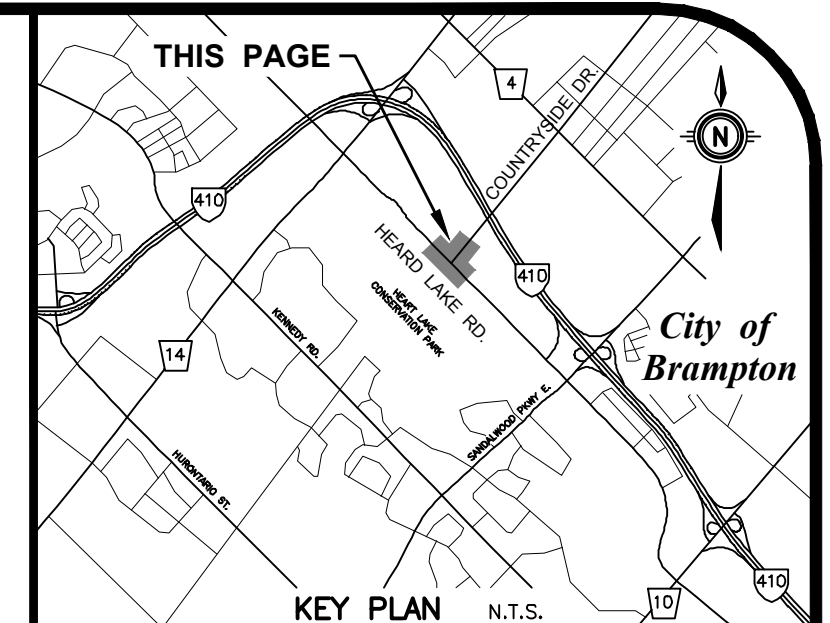 THIS PAGE
4
COUNTRYSIDE DR.
N
410
HEARD LAKE RD.
HEART LAKE
CONSERVATION PARK
410
KENNEDY RD.
14
City of
Brampton
SANDALWOOD PKWY E.
HURONTARIO ST.
410
10
KEY PLAN N.T.S.